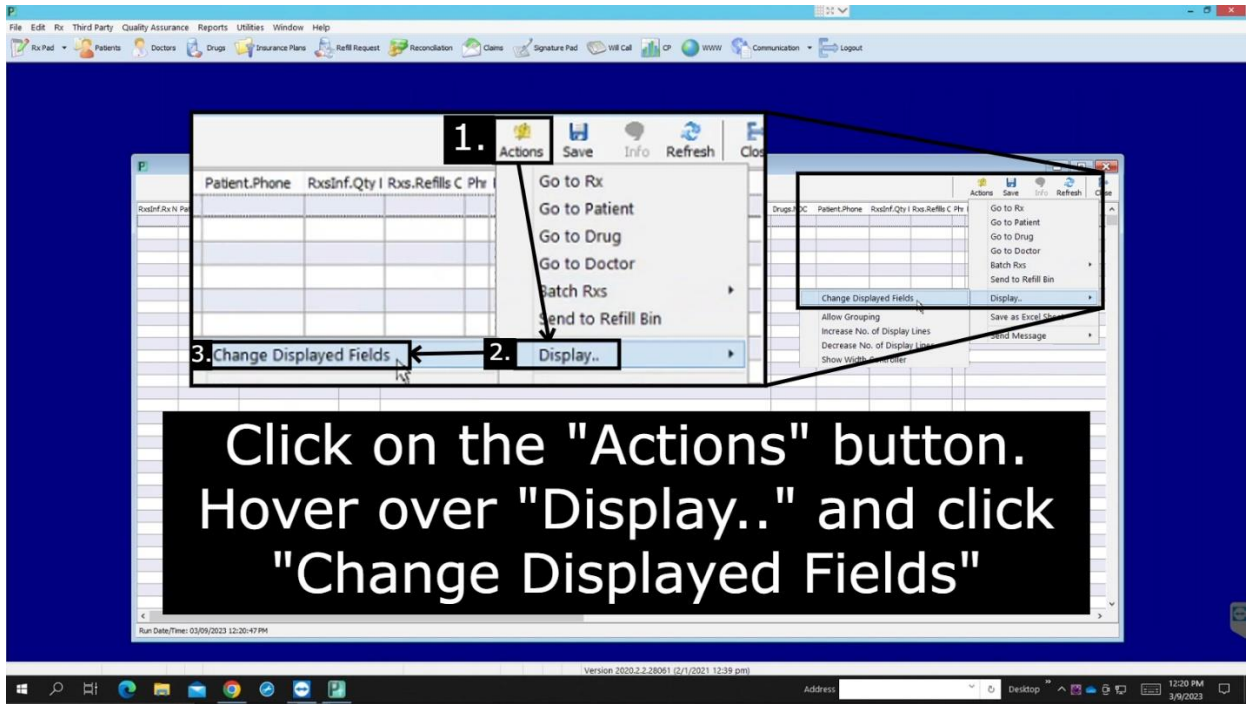 File Edit Rx Third Party Quality Assurance Reports Utilities Window Help
Rx Pad Patients Doctors Drugs Insurance Plans Refill Request Reconciliation Claims Signature Pad Will Call CP WWW Communication Logout
1. Actions Save Info Refresh Clos
Patient.Phone RxsInf.Qty I Rxs.Refills C Phr
Go to Rx
Go to Patient
Go to Drug
Go to Doctor
Batch Rxs
Send to Refill Bin
3. Change Displayed Fields 2. Display..
Actions Save Info Refresh Close
RxsInf.Rx N Pat Drugs.NDC Patient.Phone RxsInf.Qty I Rxs.Refills C Phr
Go to Rx
Go to Patient
Go to Drug
Go to Doctor
Batch Rxs
Send to Refill Bin
Change Displayed Fields Display..
Allow Grouping Save as Excel Sheet
Increase No. of Display Lines
Send Message
Decrease No. of Display Lines
Show Width Controller
Click on the "Actions" button.
Hover over "Display.." and click
"Change Displayed Fields"
Run Date/Time: 03/09/2023 12:20:47 PM
Version 2020.2.2.28061 (2/1/2021 12:39 pm)
Address Desktop 12:20 PM
3/9/2023